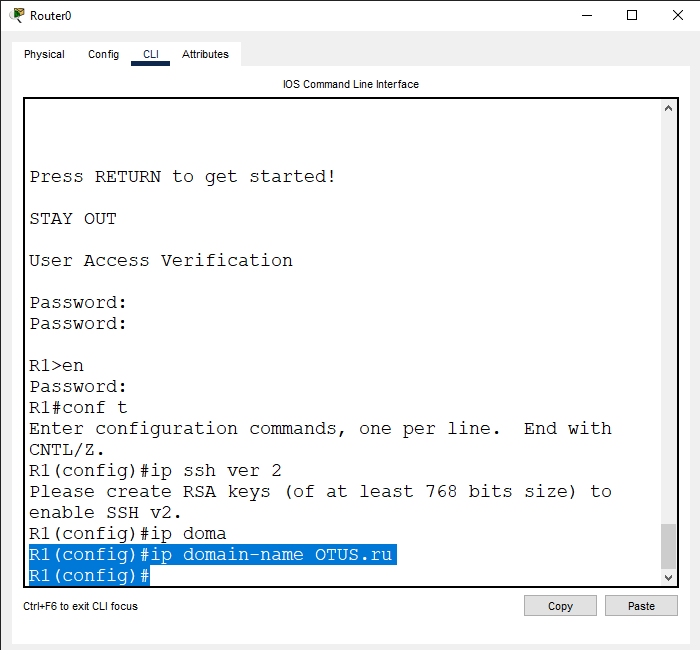 Router0
Physical Config CLI Attributes
IOS Command Line Interface
Press RETURN to get started!
STAY OUT
User Access Verification
Password:
Password:
R1>en
Password:
R1#conf t
Enter configuration commands, one per line.  End with
CNTL/Z.
R1(config)#ip ssh ver 2
Please create RSA keys (of at least 768 bits size) to
enable SSH v2.
R1(config)#ip doma
R1(config)#ip domain-name OTUS.ru
R1(config)#
Ctrl+F6 to exit CLI focus Copy Paste